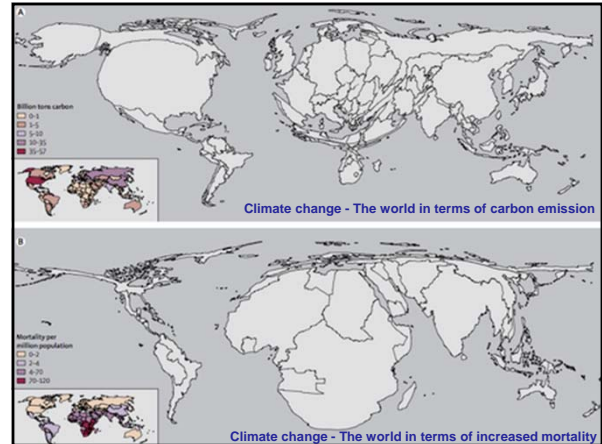 A
Billion tons carbon
0-1
1-5
5-10
10-35
35-57
Climate change - The world in terms of carbon emission
B
Mortality per
million population
0-2
2-4
4-70
70-120
Climate change - The world in terms of increased mortality